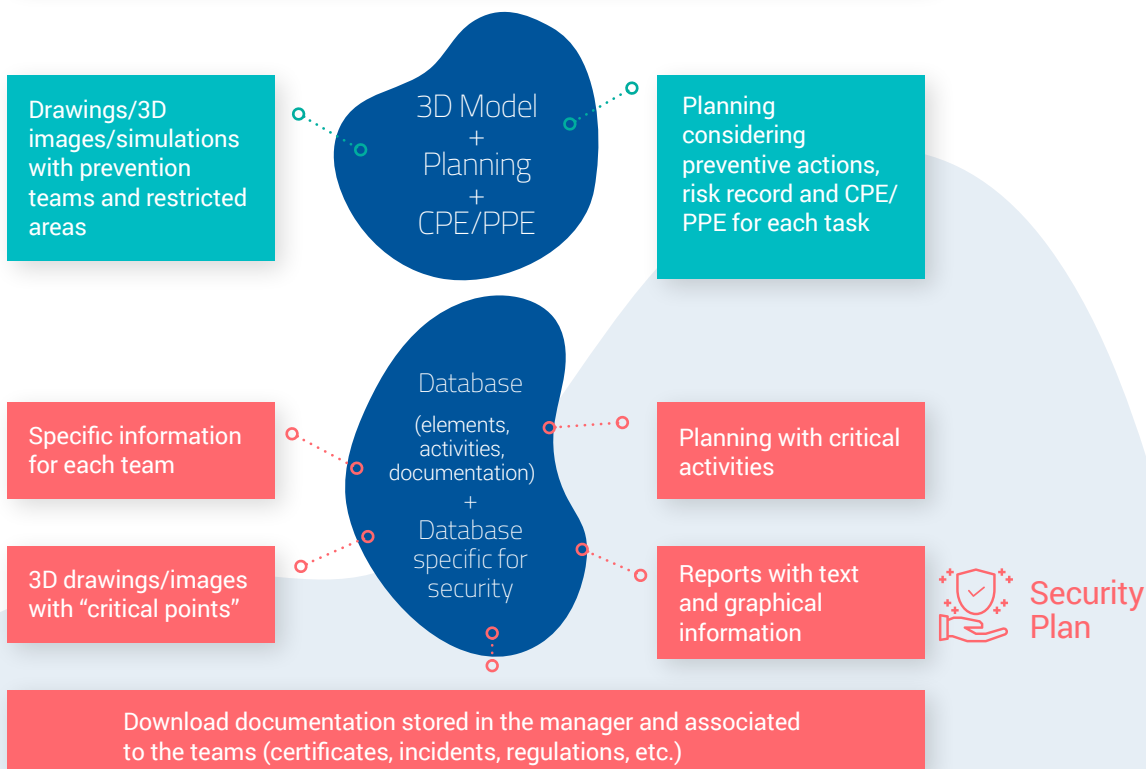 Drawings/3D
images/simulations
with prevention
teams and restricted
areas
3D Model
+
Planning
+
CPE/PPE
Planning
considering
preventive actions,
risk record and CPE/
PPE for each task
Database
(elements,
activities,
documentation)
+
Database
specific for
security
Specific information
for each team
Planning with critical
activities
3D drawings/images
with “critical points”
Reports with text
and graphical
information
Security
Plan
Download documentation stored in the manager and associated
to the teams (certificates, incidents, regulations, etc.)